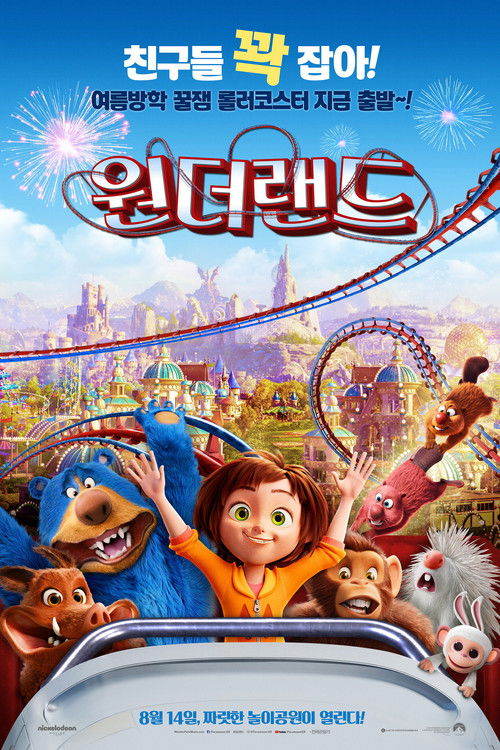 친구들 꽉 잡아!
여름방학 꿀잼 롤러코스터 지금 출발~!
원더랜드
8월 14일, 짜릿한 놀이공원이 열린다!
nickelodeon